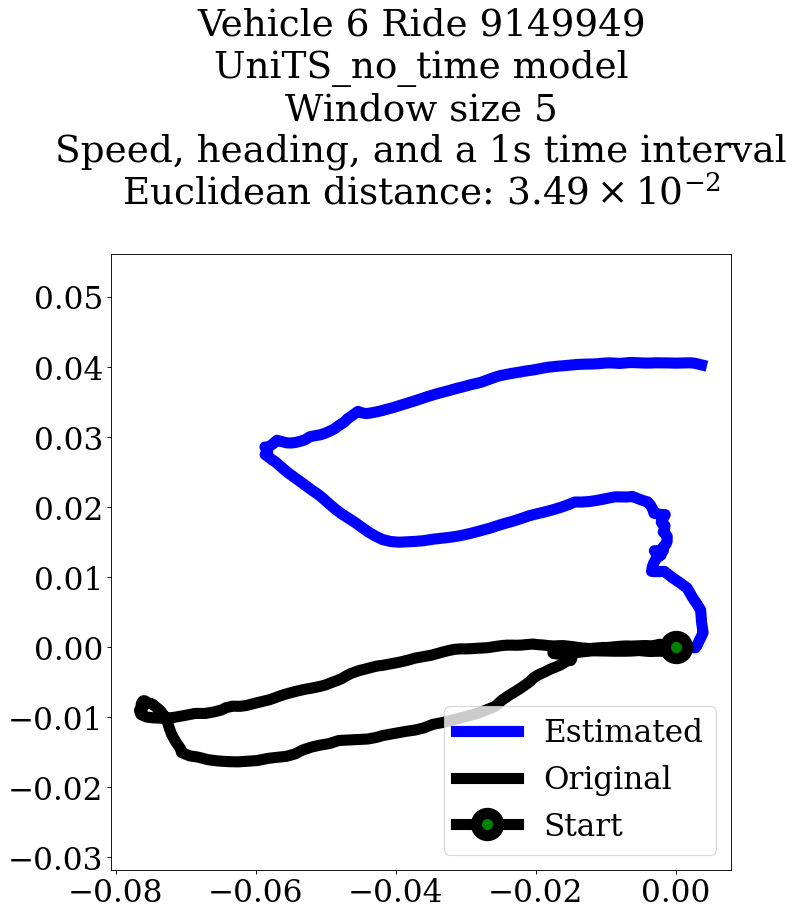 Vehicle 6 Ride 9149949
UniTS_no_time model
Window size 5
Speed, heading, and a 1s time interval
Euclidean distance: 3.49 × 10⁻²
0.05
0.04
0.03
0.02
0.01
0.00
−0.01
−0.02
−0.03
Estimated
Original
Start
−0.08 −0.06 −0.04 −0.02 0.00